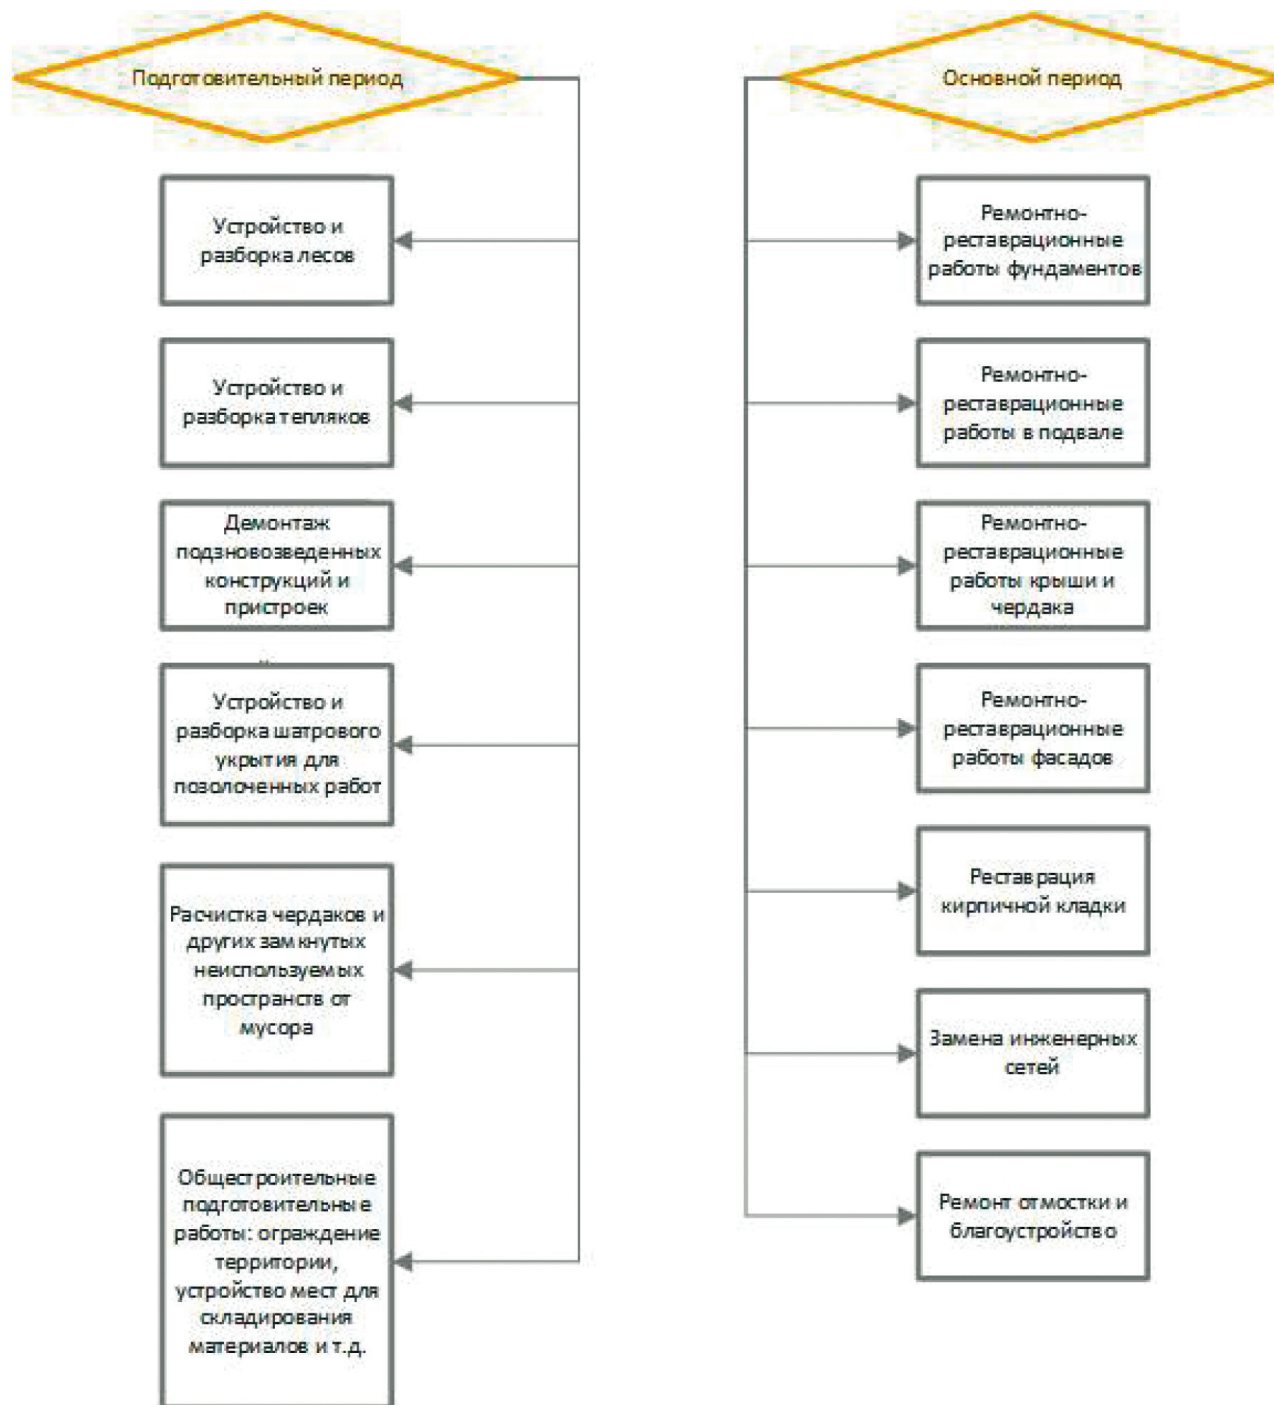 Подготовительный период
Устройство и
разборка лесов
Устройство и
разборка тепляков
Демонтаж
подзновозведенных
конструкций и
пристроек
Устройство и
разборка шатрового
укрытия для
позолоченных работ
Расчистка чердаков и
других замкнутых
неиспользуемых
пространств от
мусора
Общестроительные
подготовительные
работы: ограждение
территории,
устройство мест для
складирования
материалов и т.д.
Основной период
Ремонтно-
реставрационные
работы фундаментов
Ремонтно-
реставрационные
работы в подвале
Ремонтно-
реставрационные
работы крыши и
чердака
Ремонтно-
реставрационные
работы фасадов
Реставрация
кирпичной кладки
Замена инженерных
сетей
Ремонт отмостки и
благоустройство